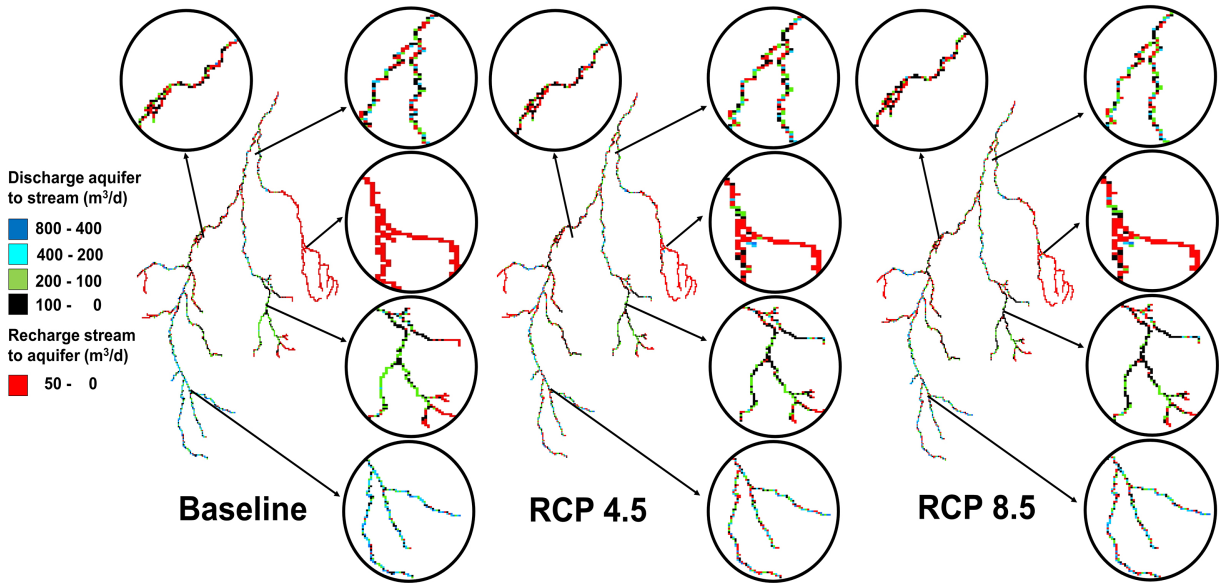 Discharge aquifer
to stream (m³/d)
800 - 400
400 - 200
200 - 100
100 - 0
Recharge stream
to aquifer (m³/d)
50 - 0
Baseline
RCP 4.5
RCP 8.5